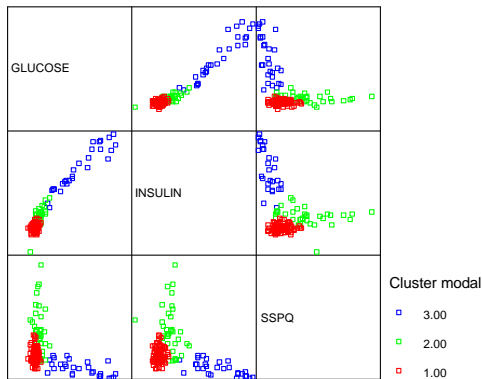 GLUCOSE
INSULIN
SSPQ
Cluster modal
3.00
2.00
1.00